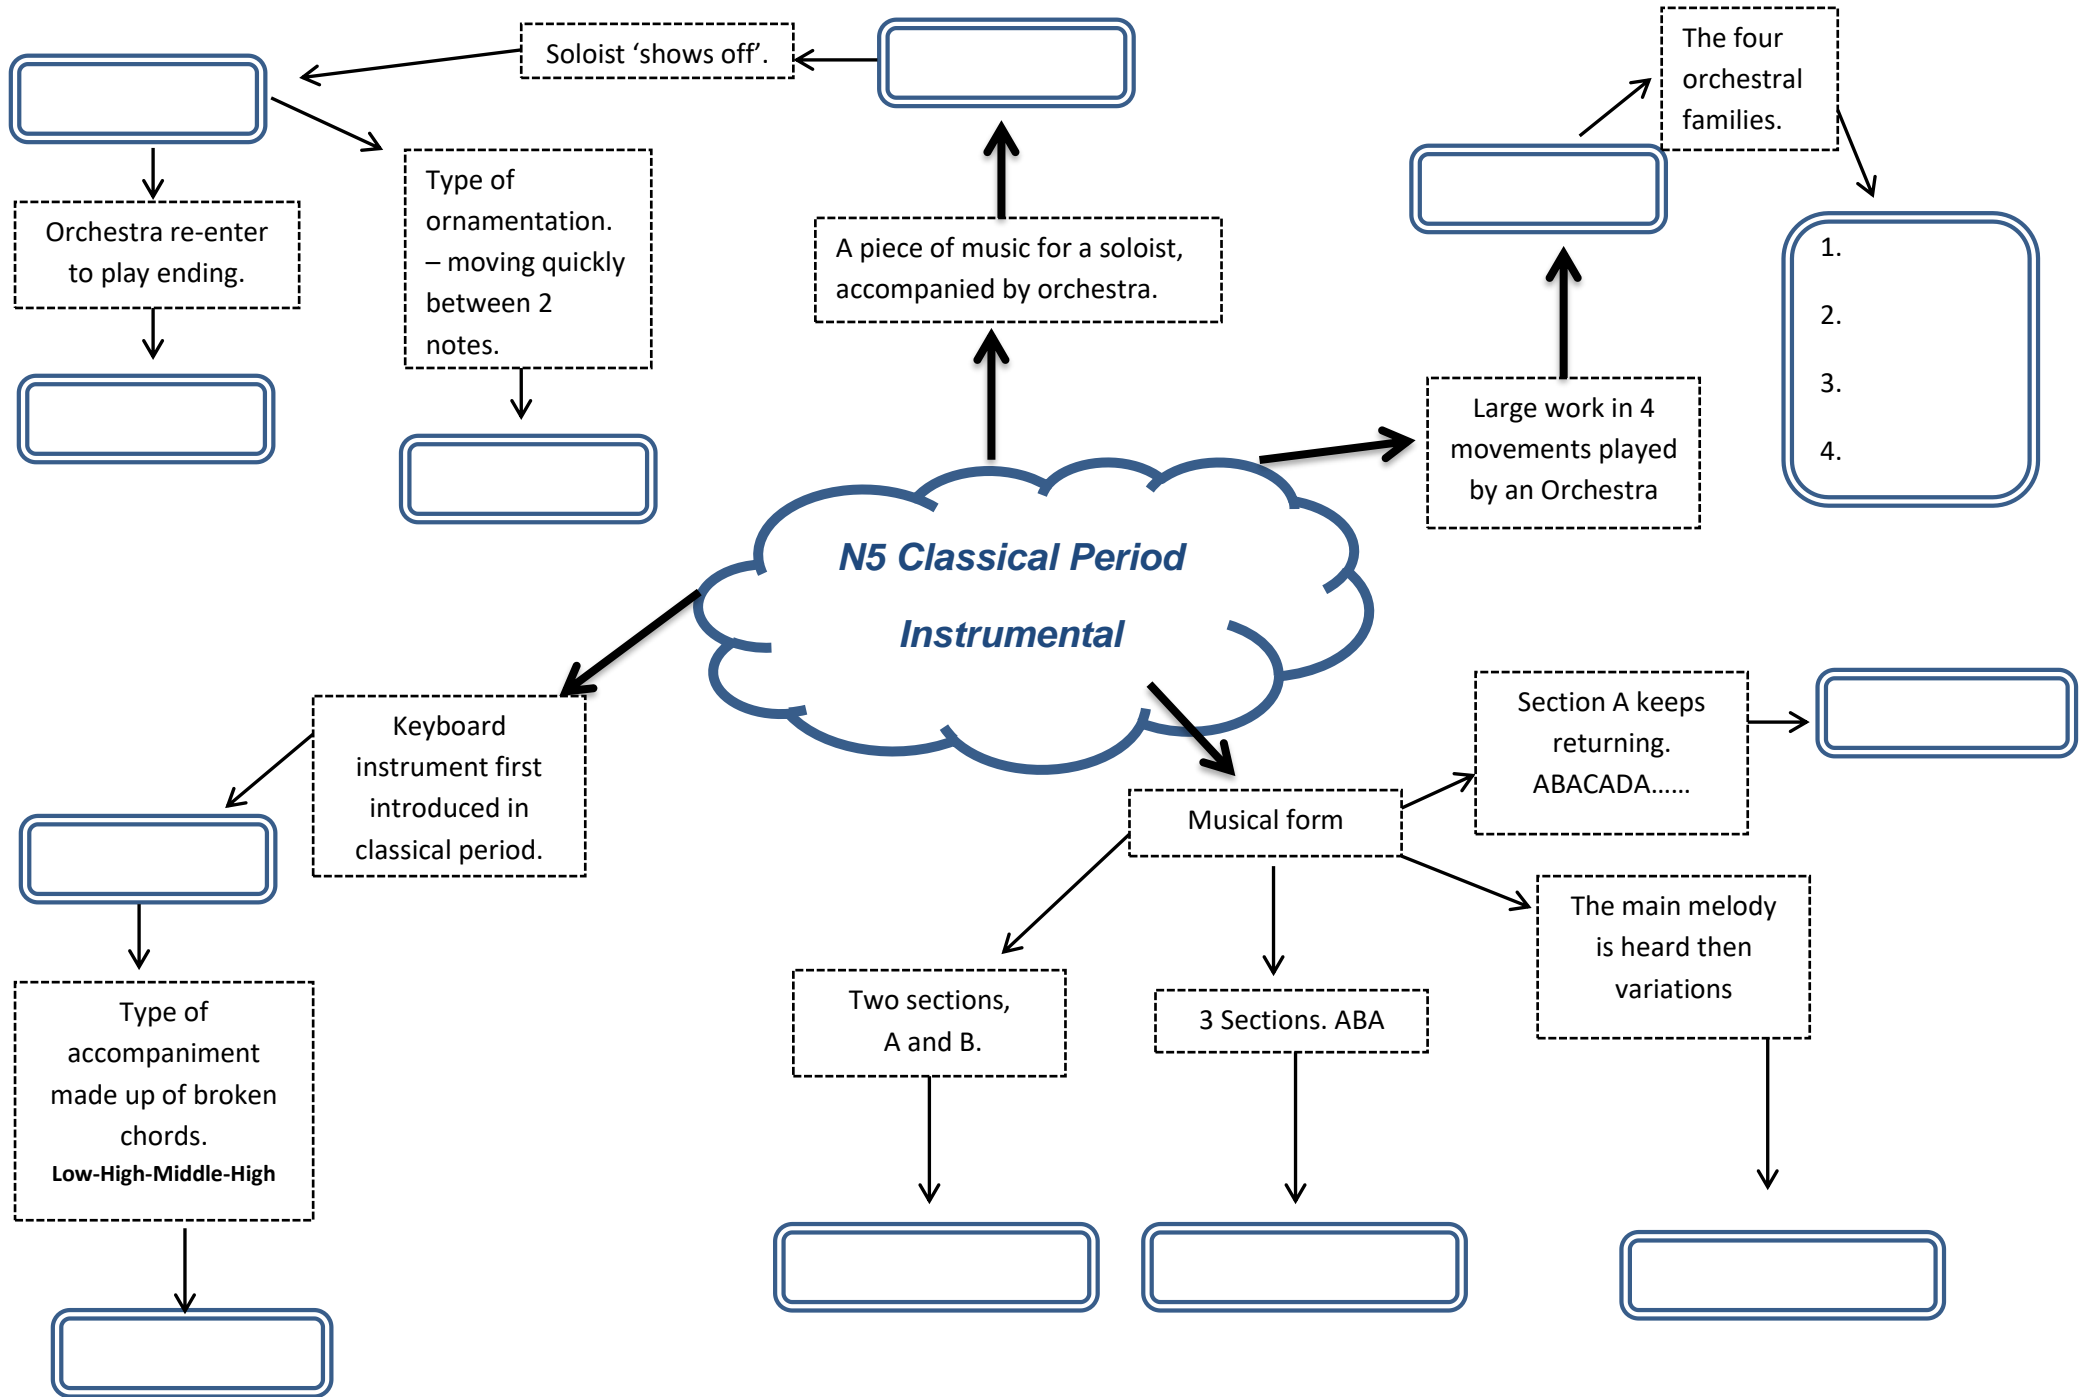 Soloist ‘shows off’.
The four
orchestral
families.
Type of
ornamentation.
– moving quickly
between 2
notes.
Orchestra re-enter
to play ending.
A piece of music for a soloist,
accompanied by orchestra.
1.
2.
3.
4.
Large work in 4
movements played
by an Orchestra
N5 Classical Period
Instrumental
Keyboard
instrument first
introduced in
classical period.
Section A keeps
returning.
ABACADA......
Musical form
The main melody
is heard then
variations
Two sections,
A and B.
3 Sections. ABA
Type of
accompaniment
made up of broken
chords.
Low-High-Middle-High